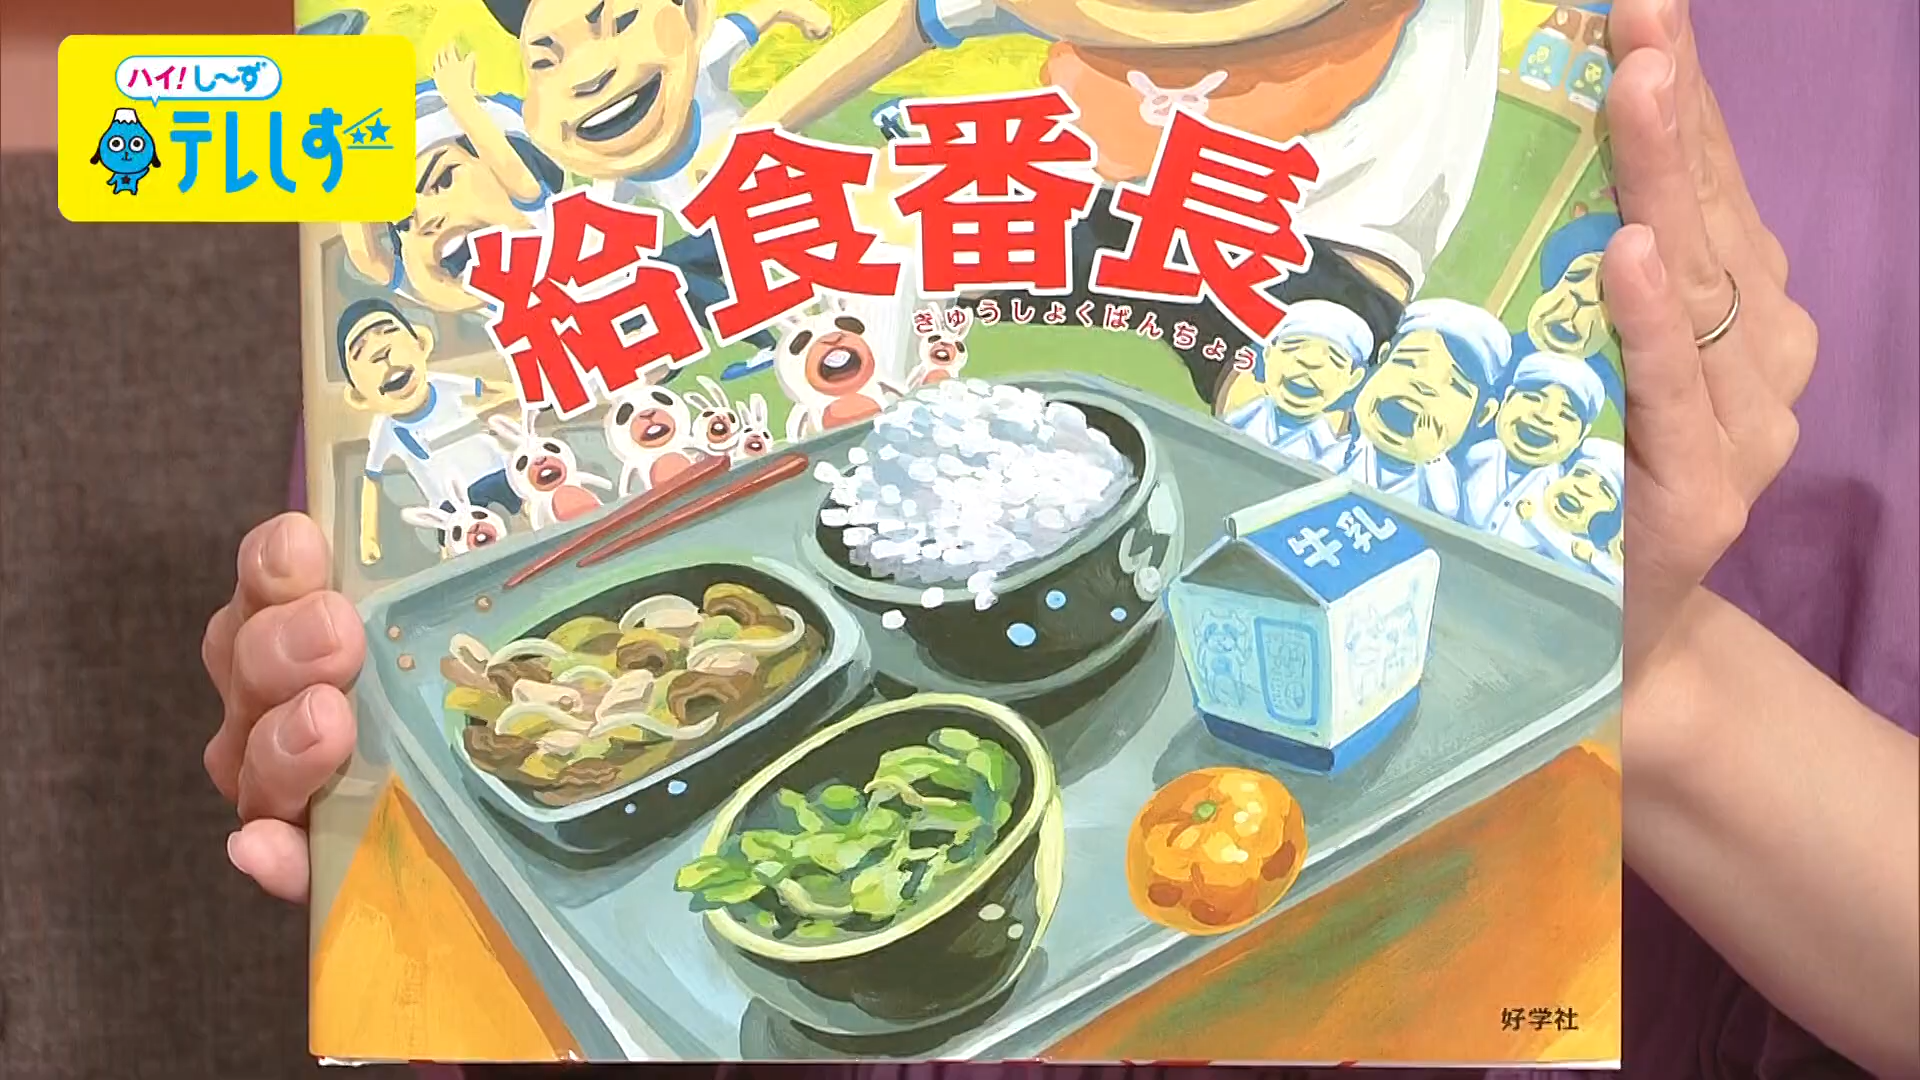 ハイ!し〜ず
テレしず
給食番長
きゅうしょくばんちょう
牛乳
好学社